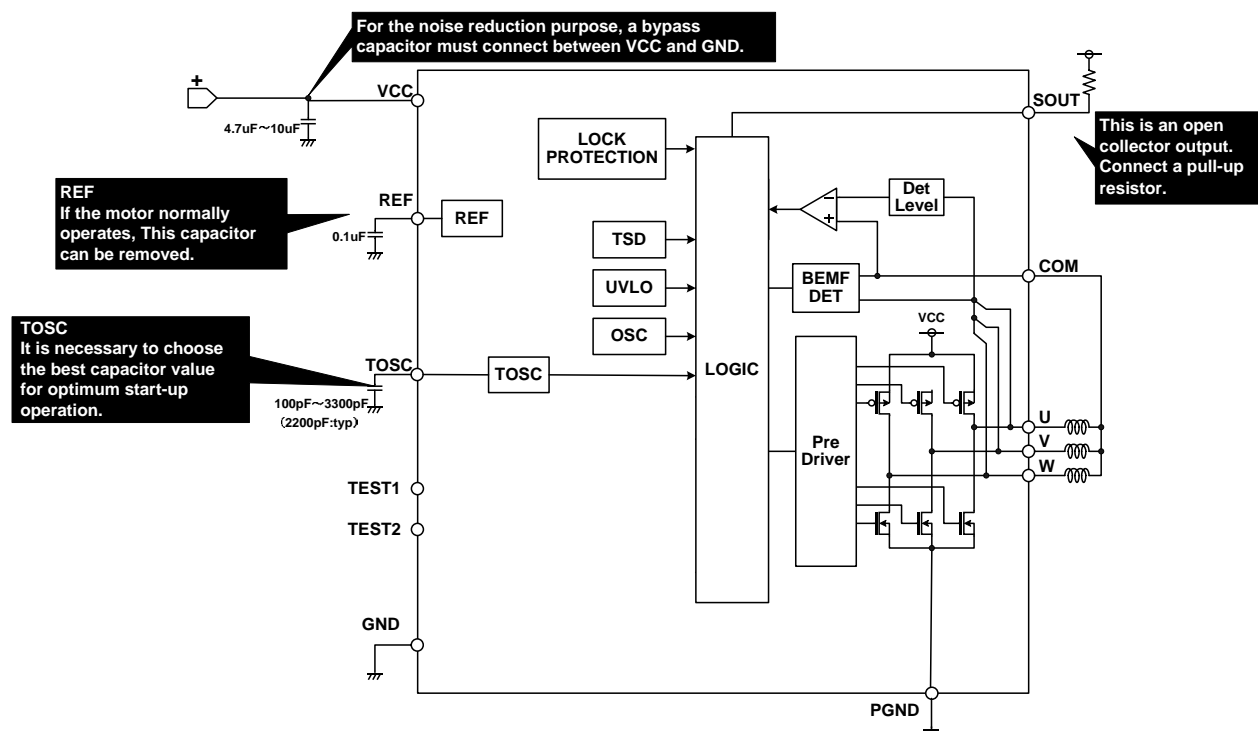 For the noise reduction purpose, a bypass
capacitor must connect between VCC and GND.
+
VCC
4.7uF～10uF
SOUT
This is an open
collector output.
Connect a pull-up
resistor.
LOCK
PROTECTION
REF
If the motor normally
operates, This capacitor
can be removed.
REF
0.1uF
REF
Det
Level
−
+
TSD
UVLO
OSC
BEMF
DET
COM
TOSC
It is necessary to choose
the best capacitor value
for optimum start-up
operation.
TOSC
100pF～3300pF
（2200pF:typ)
TOSC
LOGIC
VCC
Pre
Driver
U
V
W
TEST1
TEST2
GND
PGND